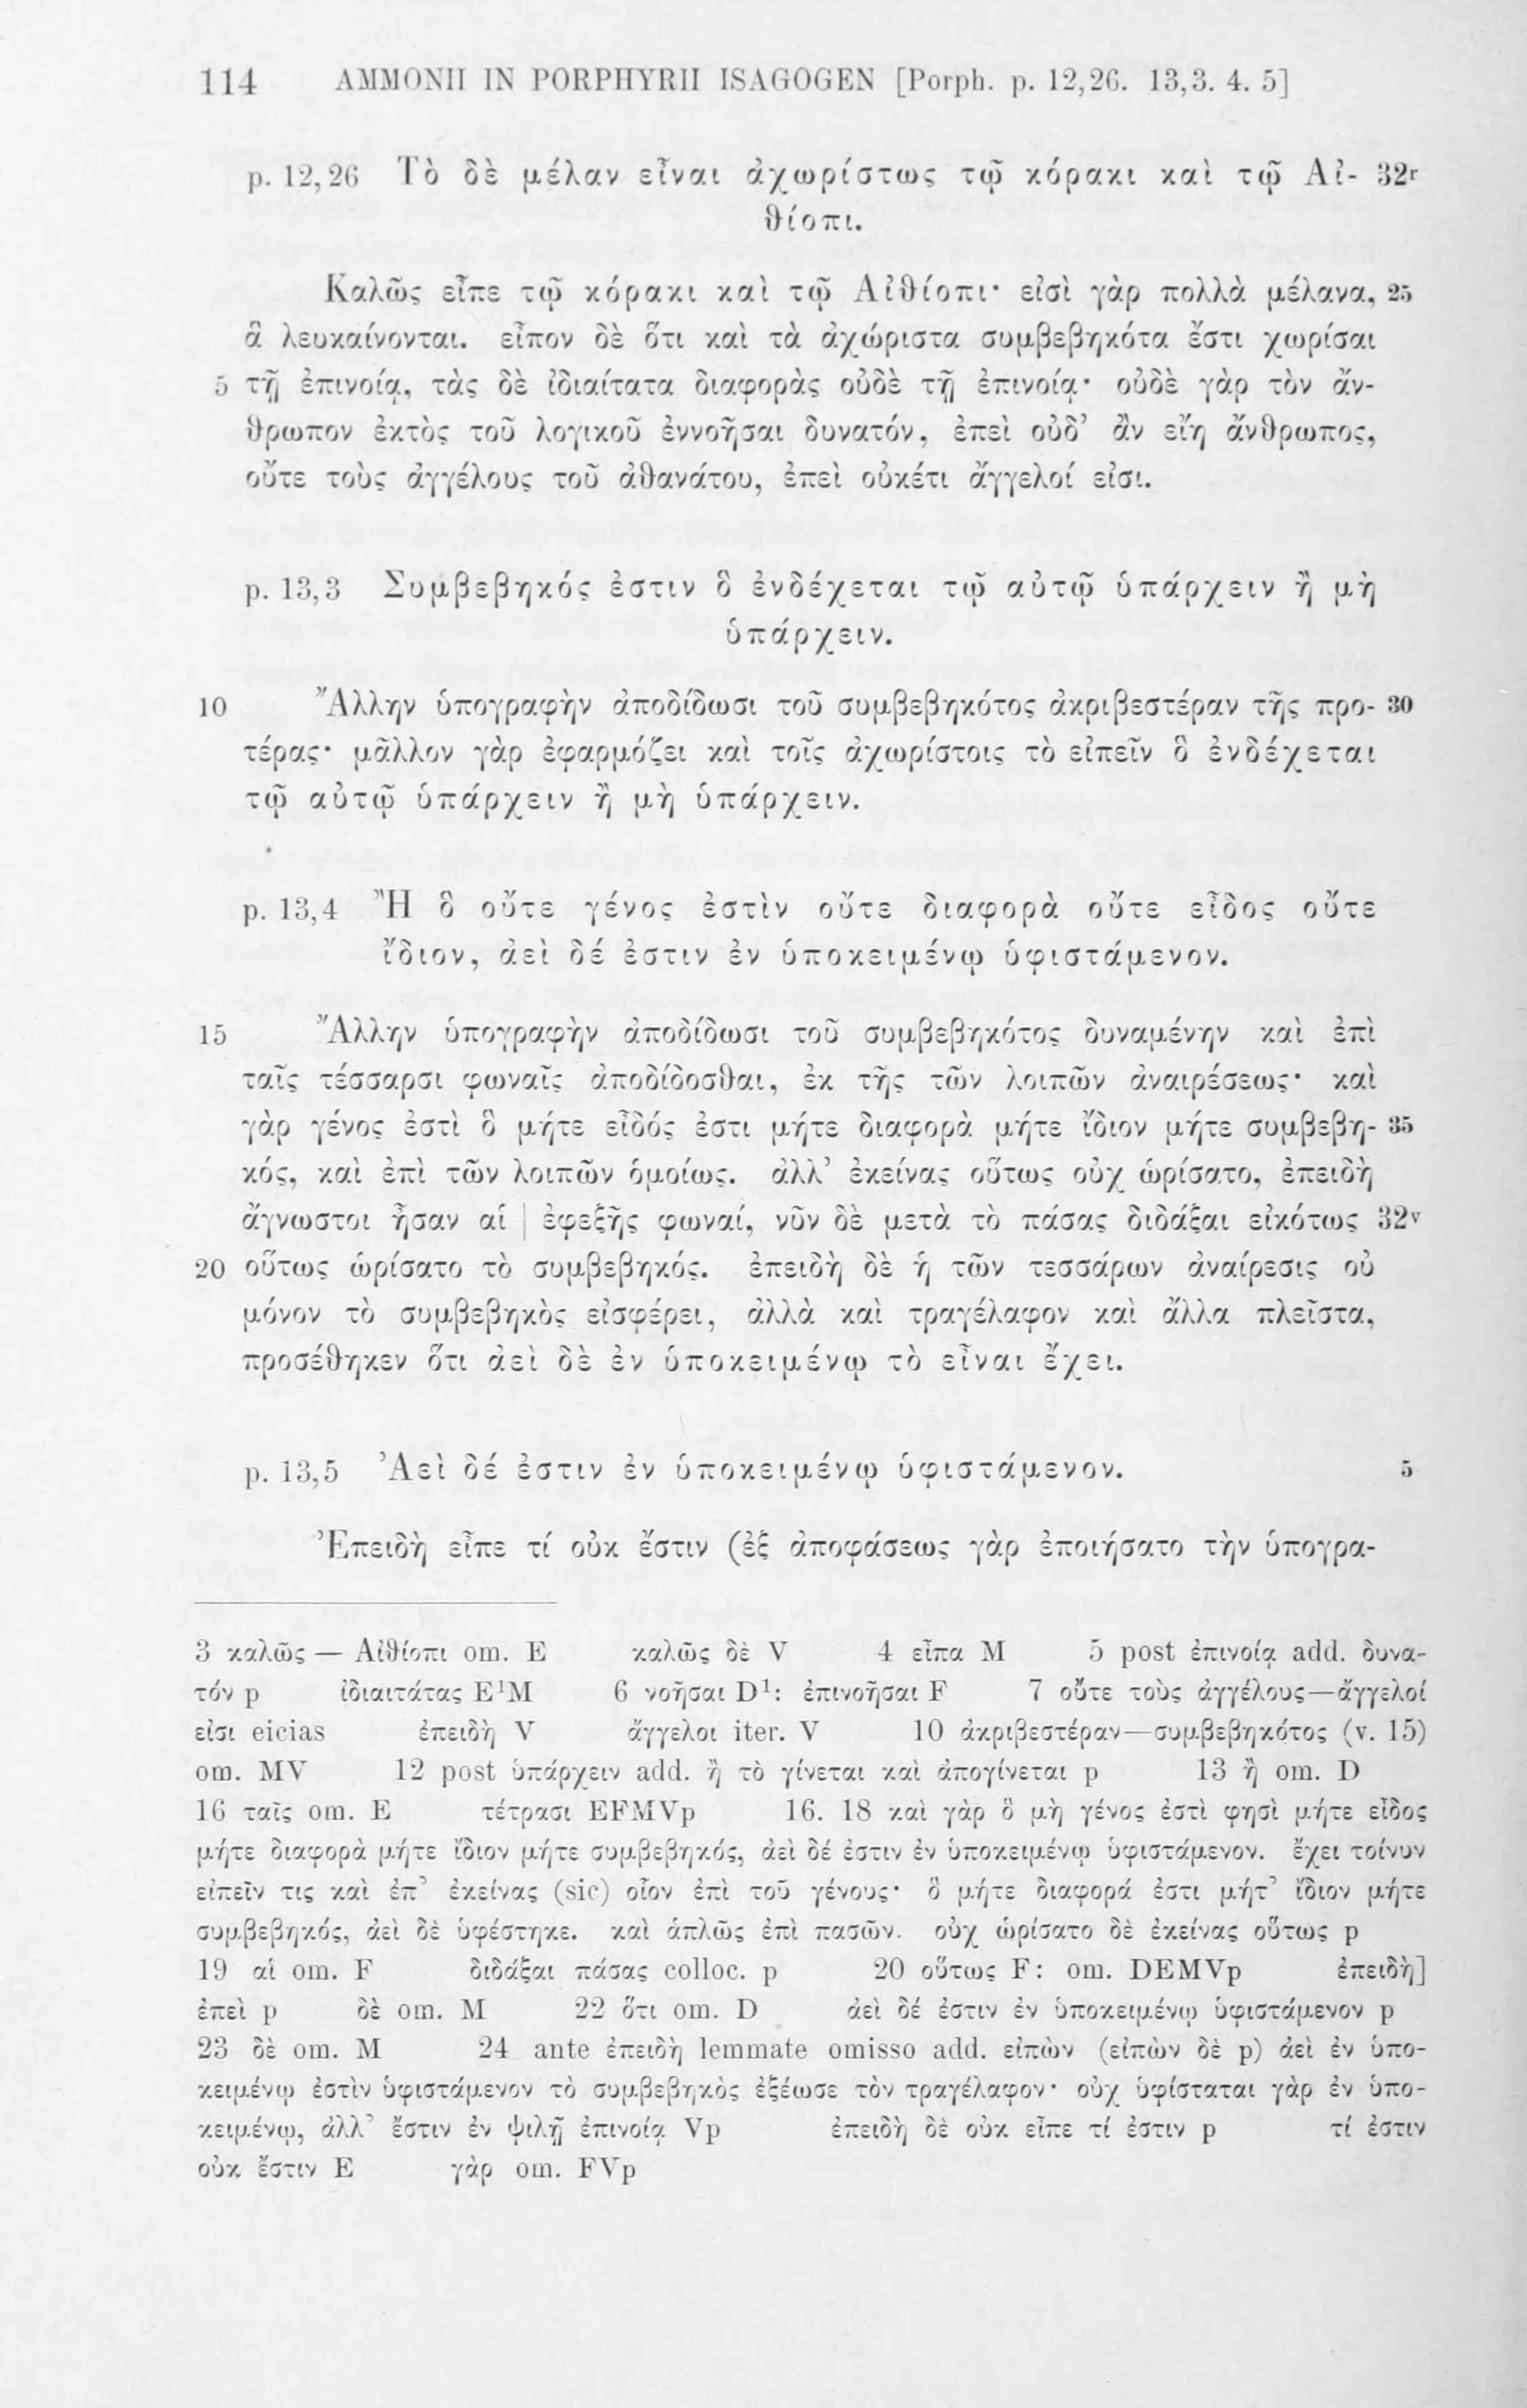 114 AMMONII IN PORPHYRII ISAGOGEN [Porph. p. 12,26. 13,3. 4. 5]
p. 12,26 Τὸ δὲ μέλαν εἶναι ἀχωρίστως τῷ κόρακι καὶ τῷ Αἰ- 32r
θίοπι.
Καλῶς εἶπε τῷ κόρακι καὶ τῷ Αἰθίοπι· εἰσὶ γὰρ πολλὰ μέλανα, 25
ἃ λευκαίνονται. εἶπον δὲ ὅτι καὶ τὰ ἀχώριστα συμβεβηκότα ἔστι χωρίσαι
5 τῇ ἐπινοίᾳ, τὰς δὲ ἰδιαίτατα διαφορὰς οὐδὲ τῇ ἐπινοίᾳ· οὐδὲ γὰρ τὸν ἄν-
θρωπον ἐκτὸς τοῦ λογικοῦ ἐννοῆσαι δυνατόν, ἐπεὶ οὐδ’ ἂν εἴη ἄνθρωπος,
οὔτε τοὺς ἀγγέλους τοῦ ἀθανάτου, ἐπεὶ οὐκέτι ἄγγελοί εἰσι.
p. 13,3 Συμβεβηκός ἐστιν ὃ ἐνδέχεται τῷ αὐτῷ ὑπάρχειν ἢ μὴ
ὑπάρχειν.
10 Ἄλλην ὑπογραφὴν ἀποδίδωσι τοῦ συμβεβηκότος ἀκριβεστέραν τῆς προ- 30
τέρας· μᾶλλον γὰρ ἐφαρμόζει καὶ τοῖς ἀχωρίστοις τὸ εἰπεῖν ὃ ἐνδέχεται
τῷ αὐτῷ ὑπάρχειν ἢ μὴ ὑπάρχειν.
p. 13,4 Ἢ ὃ οὔτε γένος ἐστὶν οὔτε διαφορὰ οὔτε εἶδος οὔτε
ἴδιον, ἀεὶ δέ ἐστιν ἐν ὑποκειμένῳ ὑφιστάμενον.
15 Ἄλλην ὑπογραφὴν ἀποδίδωσι τοῦ συμβεβηκότος δυναμένην καὶ ἐπὶ
ταῖς τέσσαρσι φωναῖς ἀποδίδοσθαι, ἐκ τῆς τῶν λοιπῶν ἀναιρέσεως· καὶ
γὰρ γένος ἐστὶ ὃ μήτε εἶδός ἐστι μήτε διαφορὰ μήτε ἴδιον μήτε συμβεβη- 35
κός, καὶ ἐπὶ τῶν λοιπῶν ὁμοίως. ἀλλ’ ἐκείνας οὕτως οὐχ ὡρίσατο, ἐπειδὴ
ἄγνωστοι ἦσαν αἱ | ἐφεξῆς φωναί, νῦν δὲ μετὰ τὸ πάσας διδάξαι εἰκότως 32v
20 οὕτως ὡρίσατο τὸ συμβεβηκός. ἐπειδὴ δὲ ἡ τῶν τεσσάρων ἀναίρεσις οὐ
μόνον τὸ συμβεβηκὸς εἰσφέρει, ἀλλὰ καὶ τραγέλαφον καὶ ἄλλα πλεῖστα,
προσέθηκεν ὅτι ἀεὶ δὲ ἐν ὑποκειμένῳ τὸ εἶναι ἔχει.
p. 13,5 Ἀεὶ δέ ἐστιν ἐν ὑποκειμένῳ ὑφιστάμενον. 5
Ἐπειδὴ εἶπε τί οὐκ ἔστιν (ἐξ ἀποφάσεως γὰρ ἐποιήσατο τὴν ὑπογρα-
3 καλῶς — Αἰθίοπι om. E καλῶς δὲ V 4 εἶπα M 5 post ἐπινοίᾳ add. δυνα-
τόν p ἰδιαιτάτας E¹M 6 νοῆσαι D¹: ἐπινοῆσαι F 7 οὔτε τοὺς ἀγγέλους—ἄγγελοί
εἰσι eicias ἐπειδὴ V ἄγγελοι iter. V 10 ἀκριβεστέραν—συμβεβηκότος (v. 15)
om. MV 12 post ὑπάρχειν add. ἢ τὸ γίνεται καὶ ἀπογίνεται p 13 ἢ om. D
16 ταῖς om. E τέτρασι EFMVp 16. 18 καὶ γὰρ ὃ μὴ γένος ἐστὶ φησὶ μήτε εἶδος
μήτε διαφορὰ μήτε ἴδιον μήτε συμβεβηκός, ἀεὶ δέ ἐστιν ἐν ὑποκειμένῳ ὑφιστάμενον. ἔχει τοίνυν
εἰπεῖν τις καὶ ἐπ’ ἐκείνας (sic) οἷον ἐπὶ τοῦ γένους· ὃ μήτε διαφορά ἐστι μήτ’ ἴδιον μήτε
συμβεβηκός, ἀεὶ δὲ ὑφέστηκε. καὶ ἁπλῶς ἐπὶ πασῶν. οὐχ ὡρίσατο δὲ ἐκείνας οὕτως p
19 αἱ om. F διδάξαι πάσας colloc. p 20 οὕτως F: om. DEMVp ἐπειδὴ]
ἐπεὶ p δὲ om. M 22 ὅτι om. D ἀεὶ δέ ἐστιν ἐν ὑποκειμένῳ ὑφιστάμενον p
23 δὲ om. M 24 ante ἐπειδὴ lemmate omisso add. εἰπὼν (εἰπὼν δὲ p) ἀεὶ ἐν ὑπο-
κειμένῳ ἐστὶν ὑφιστάμενον τὸ συμβεβηκὸς ἐξέωσε τὸν τραγέλαφον· οὐχ ὑφίσταται γὰρ ἐν ὑπο-
κειμένῳ, ἀλλ’ ἔστιν ἐν ψιλῇ ἐπινοίᾳ Vp ἐπειδὴ δὲ οὐκ εἶπε τί ἐστιν p τί ἐστιν
οὐκ ἔστιν E γὰρ om. FVp